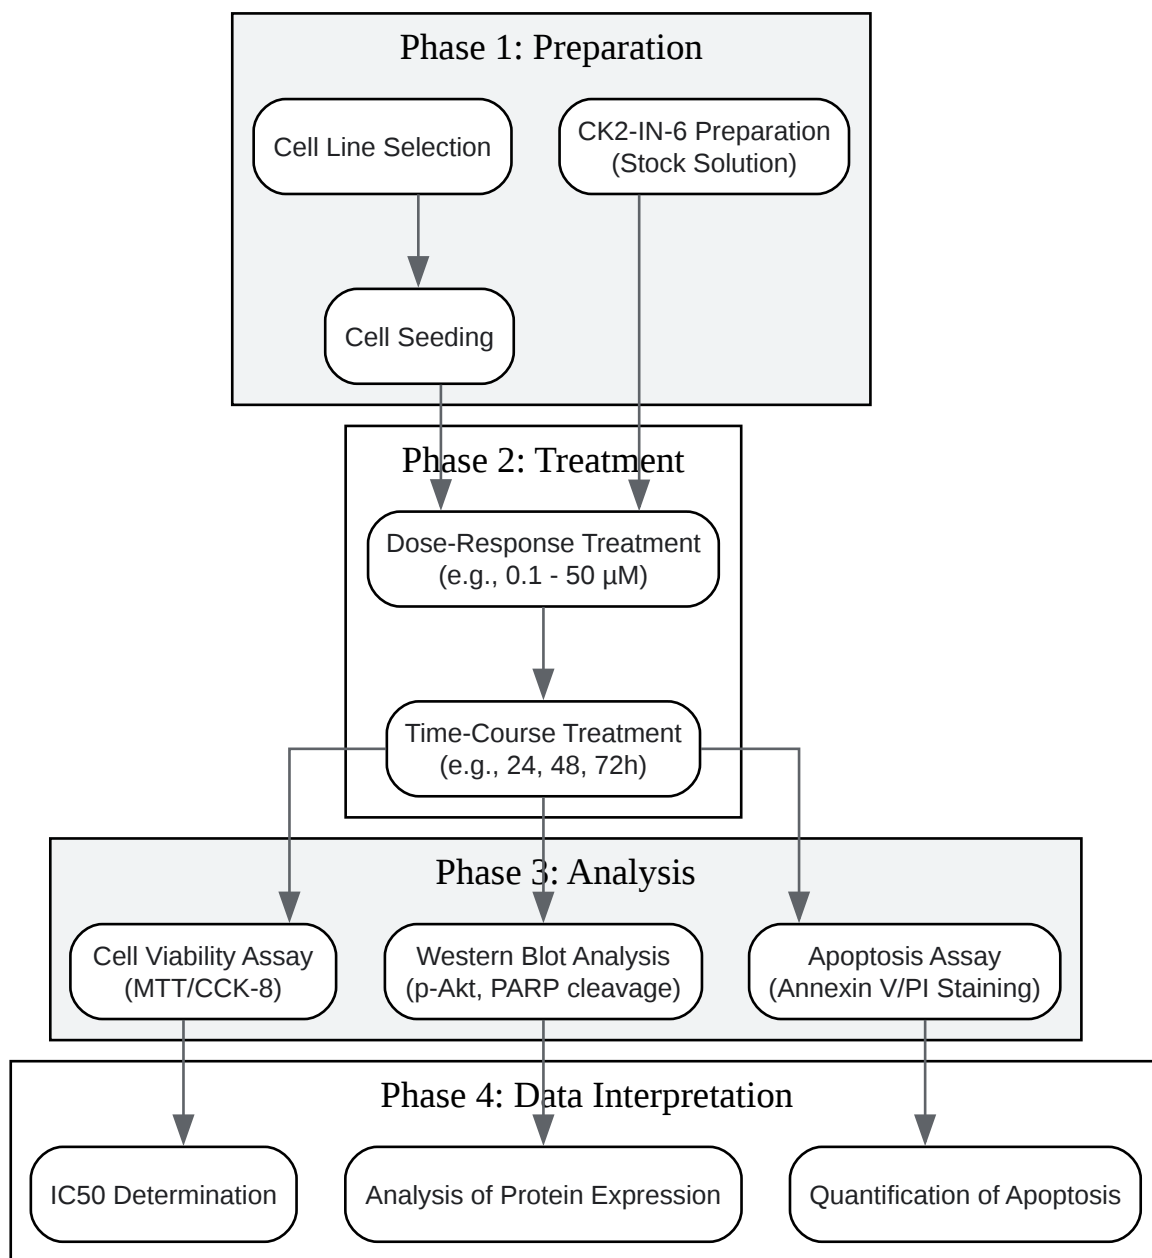 Phase 1: Preparation
Cell Line Selection
CK2-IN-6 Preparation
(Stock Solution)
Cell Seeding
Phase 2: Treatment
Dose-Response Treatment
(e.g., 0.1 - 50 µM)
Time-Course Treatment
(e.g., 24, 48, 72h)
Phase 3: Analysis
Cell Viability Assay
(MTT/CCK-8)
Western Blot Analysis
(p-Akt, PARP cleavage)
Apoptosis Assay
(Annexin V/PI Staining)
Phase 4: Data Interpretation
IC50 Determination
Analysis of Protein Expression
Quantification of Apoptosis